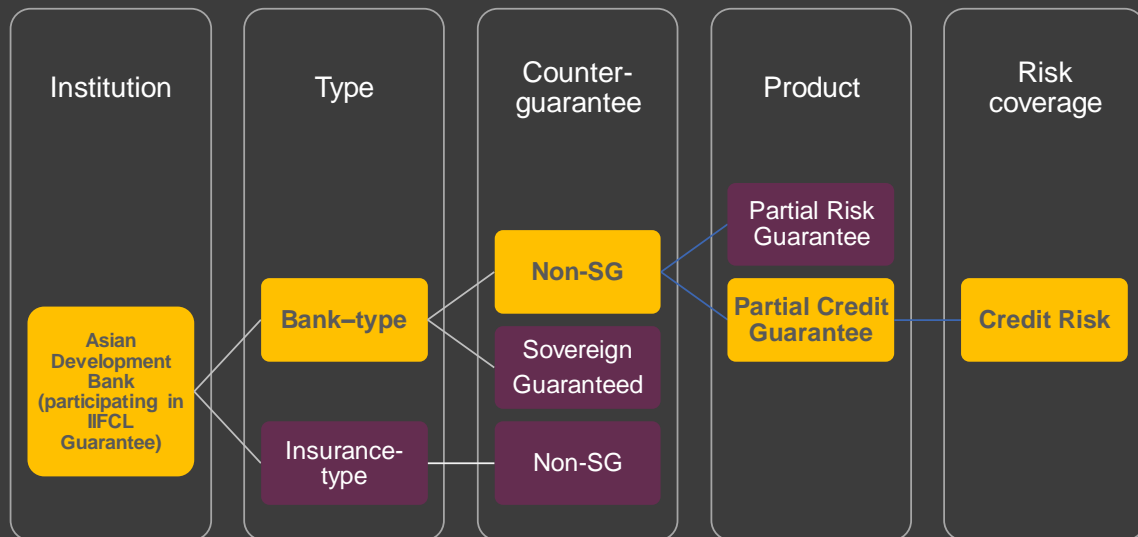 Institution
Type
Counter-
guarantee
Product
Risk
coverage
Asian
Development
Bank
(participating in
IIFCL
Guarantee)
Bank–type
Insurance-
type
Non-SG
Sovereign
Guaranteed
Non-SG
Partial Risk
Guarantee
Partial Credit
Guarantee
Credit Risk